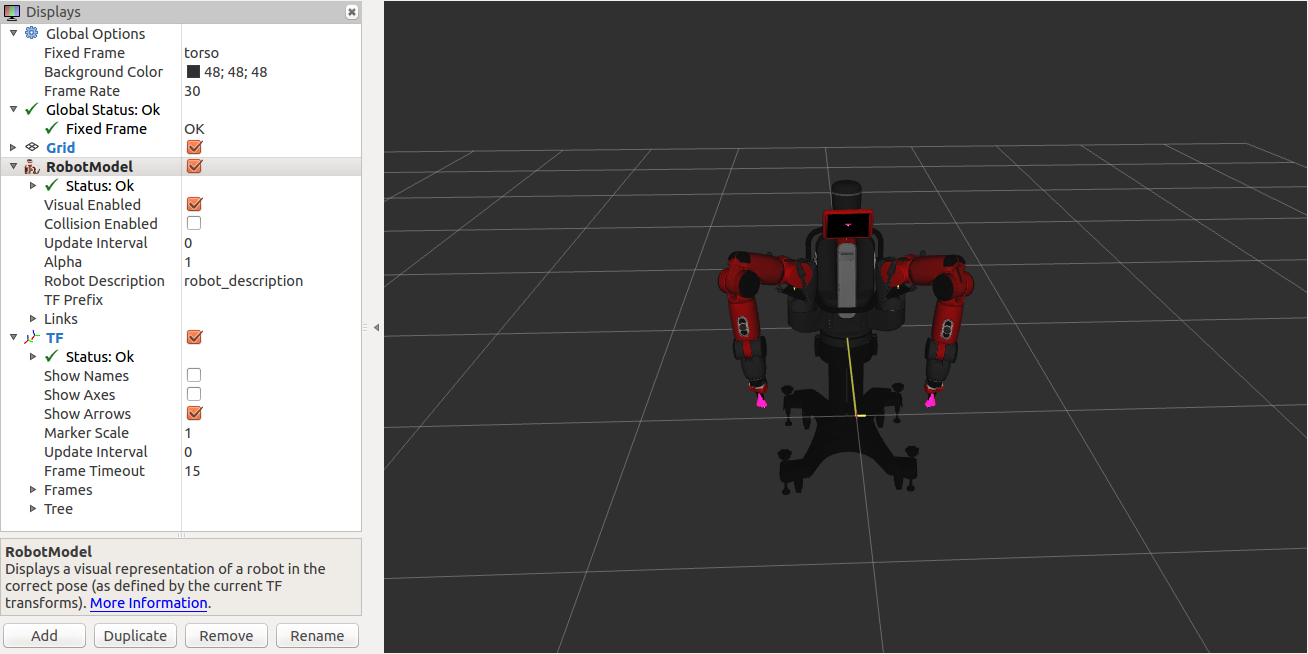 Displays
Global Options
Fixed Frame torso
Background Color 48; 48; 48
Frame Rate 30
Global Status: Ok
Fixed Frame OK
Grid
RobotModel
Status: Ok
Visual Enabled
Collision Enabled
Update Interval 0
Alpha 1
Robot Description robot_description
TF Prefix
Links
TF
Status: Ok
Show Names
Show Axes
Show Arrows
Marker Scale 1
Update Interval 0
Frame Timeout 15
Frames
Tree
RobotModel
Displays a visual representation of a robot in the
correct pose (as defined by the current TF
transforms). More Information.
Add Duplicate Remove Rename